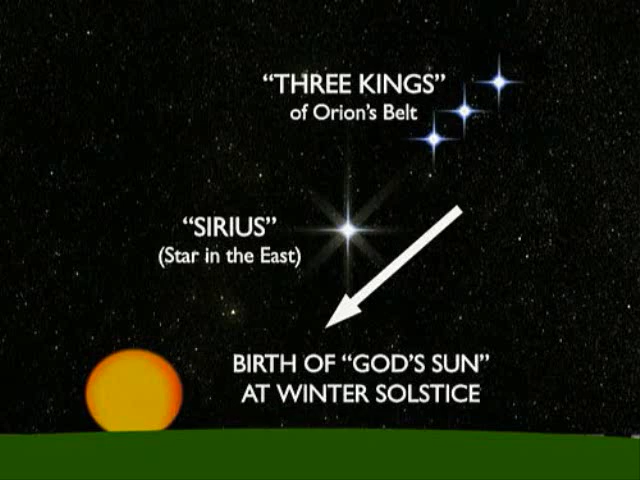 “THREE KINGS”
of Orion’s Belt
“SIRIUS”
(Star in the East)
BIRTH OF “GOD’S SUN”
AT WINTER SOLSTICE